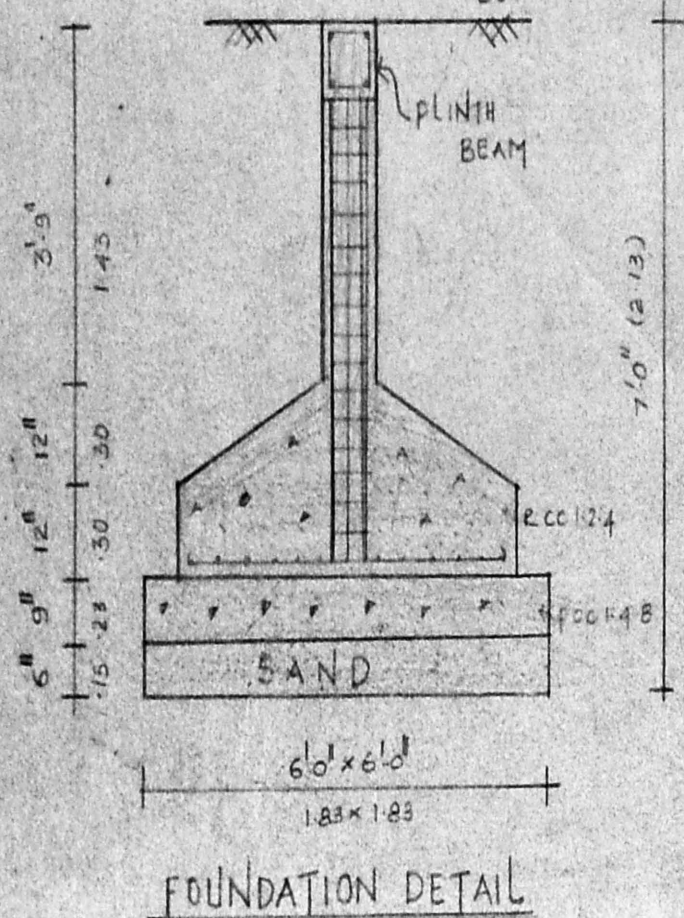 PLINTH
BEAM
3'-9"
1.43
7'.0" (2.13)
12"
.30
12"
.30
RCC 1:2:4
9"
.23
PCC 1:4:8
6"
.15
SAND
6'.0" × 6'.0"
1.83 × 1.83
FOUNDATION DETAIL